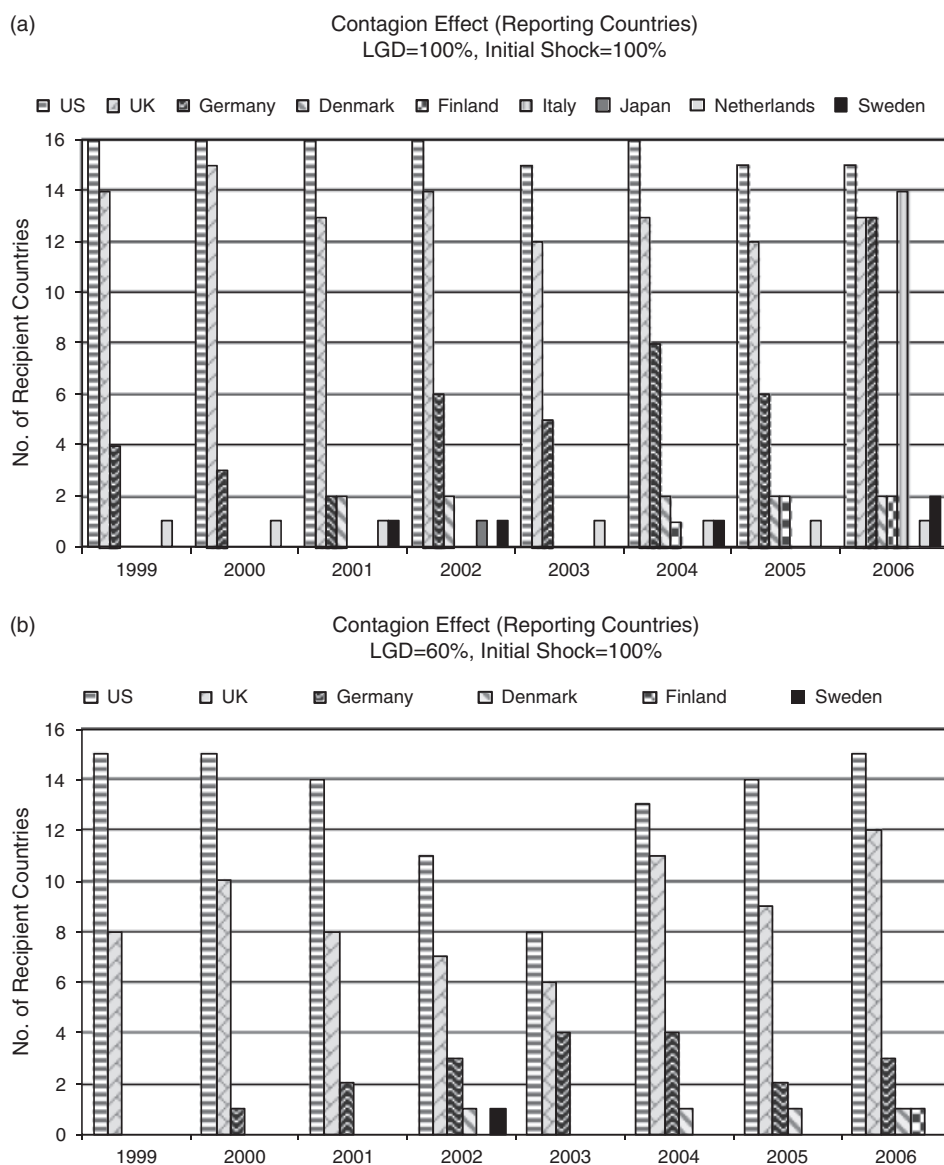 (a)
Contagion Effect (Reporting Countries)
LGD=100%, Initial Shock=100%
US UK Germany Denmark Finland Italy Japan Netherlands Sweden
No. of Recipient Countries
16
14
12
10
8
6
4
2
0
1999 2000 2001 2002 2003 2004 2005 2006
(b)
Contagion Effect (Reporting Countries)
LGD=60%, Initial Shock=100%
US UK Germany Denmark Finland Sweden
No. of Recipient Countries
16
14
12
10
8
6
4
2
0
1999 2000 2001 2002 2003 2004 2005 2006